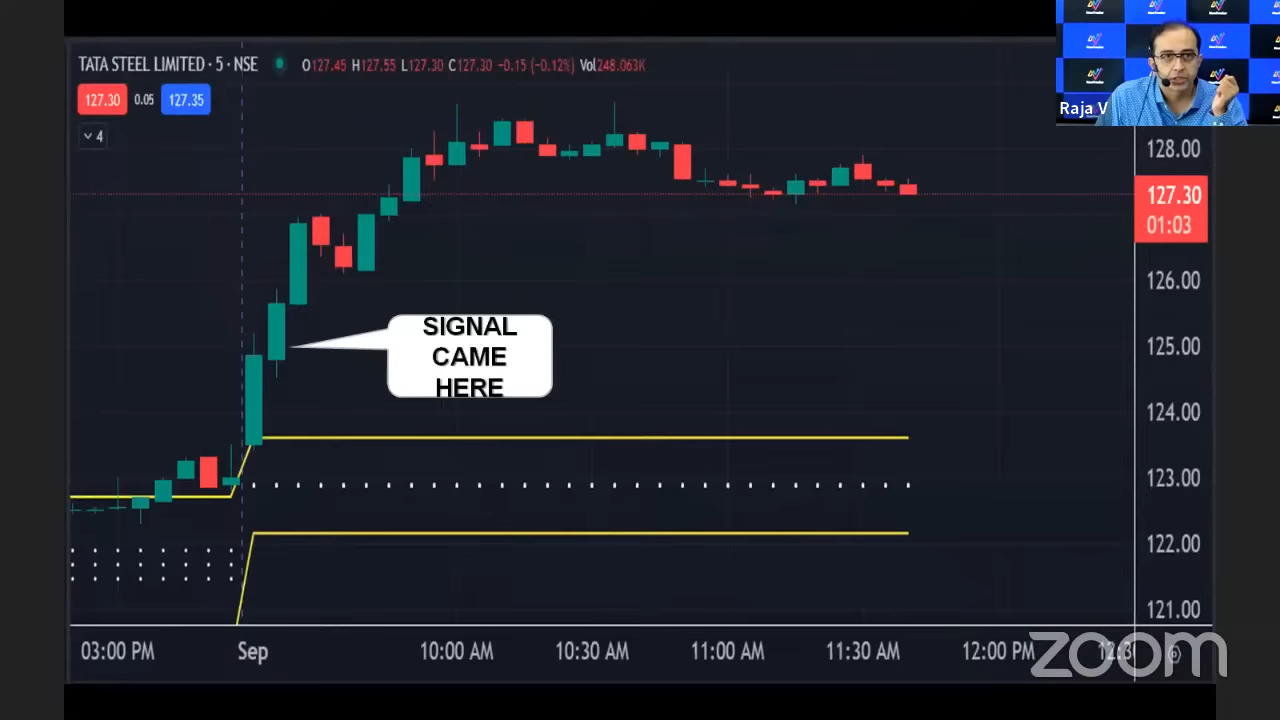 TATA STEEL LIMITED · 5 · NSE O127.45 H127.55 L127.30 C127.30 −0.15 (−0.12%) Vol248.063K
127.30 0.05 127.35
4
Raja V
128.00
127.30
01:03
126.00
125.00
124.00
123.00
122.00
121.00
SIGNAL
CAME
HERE
03:00 PM Sep 10:00 AM 10:30 AM 11:00 AM 11:30 AM 12:00 PM 12:3
zoom